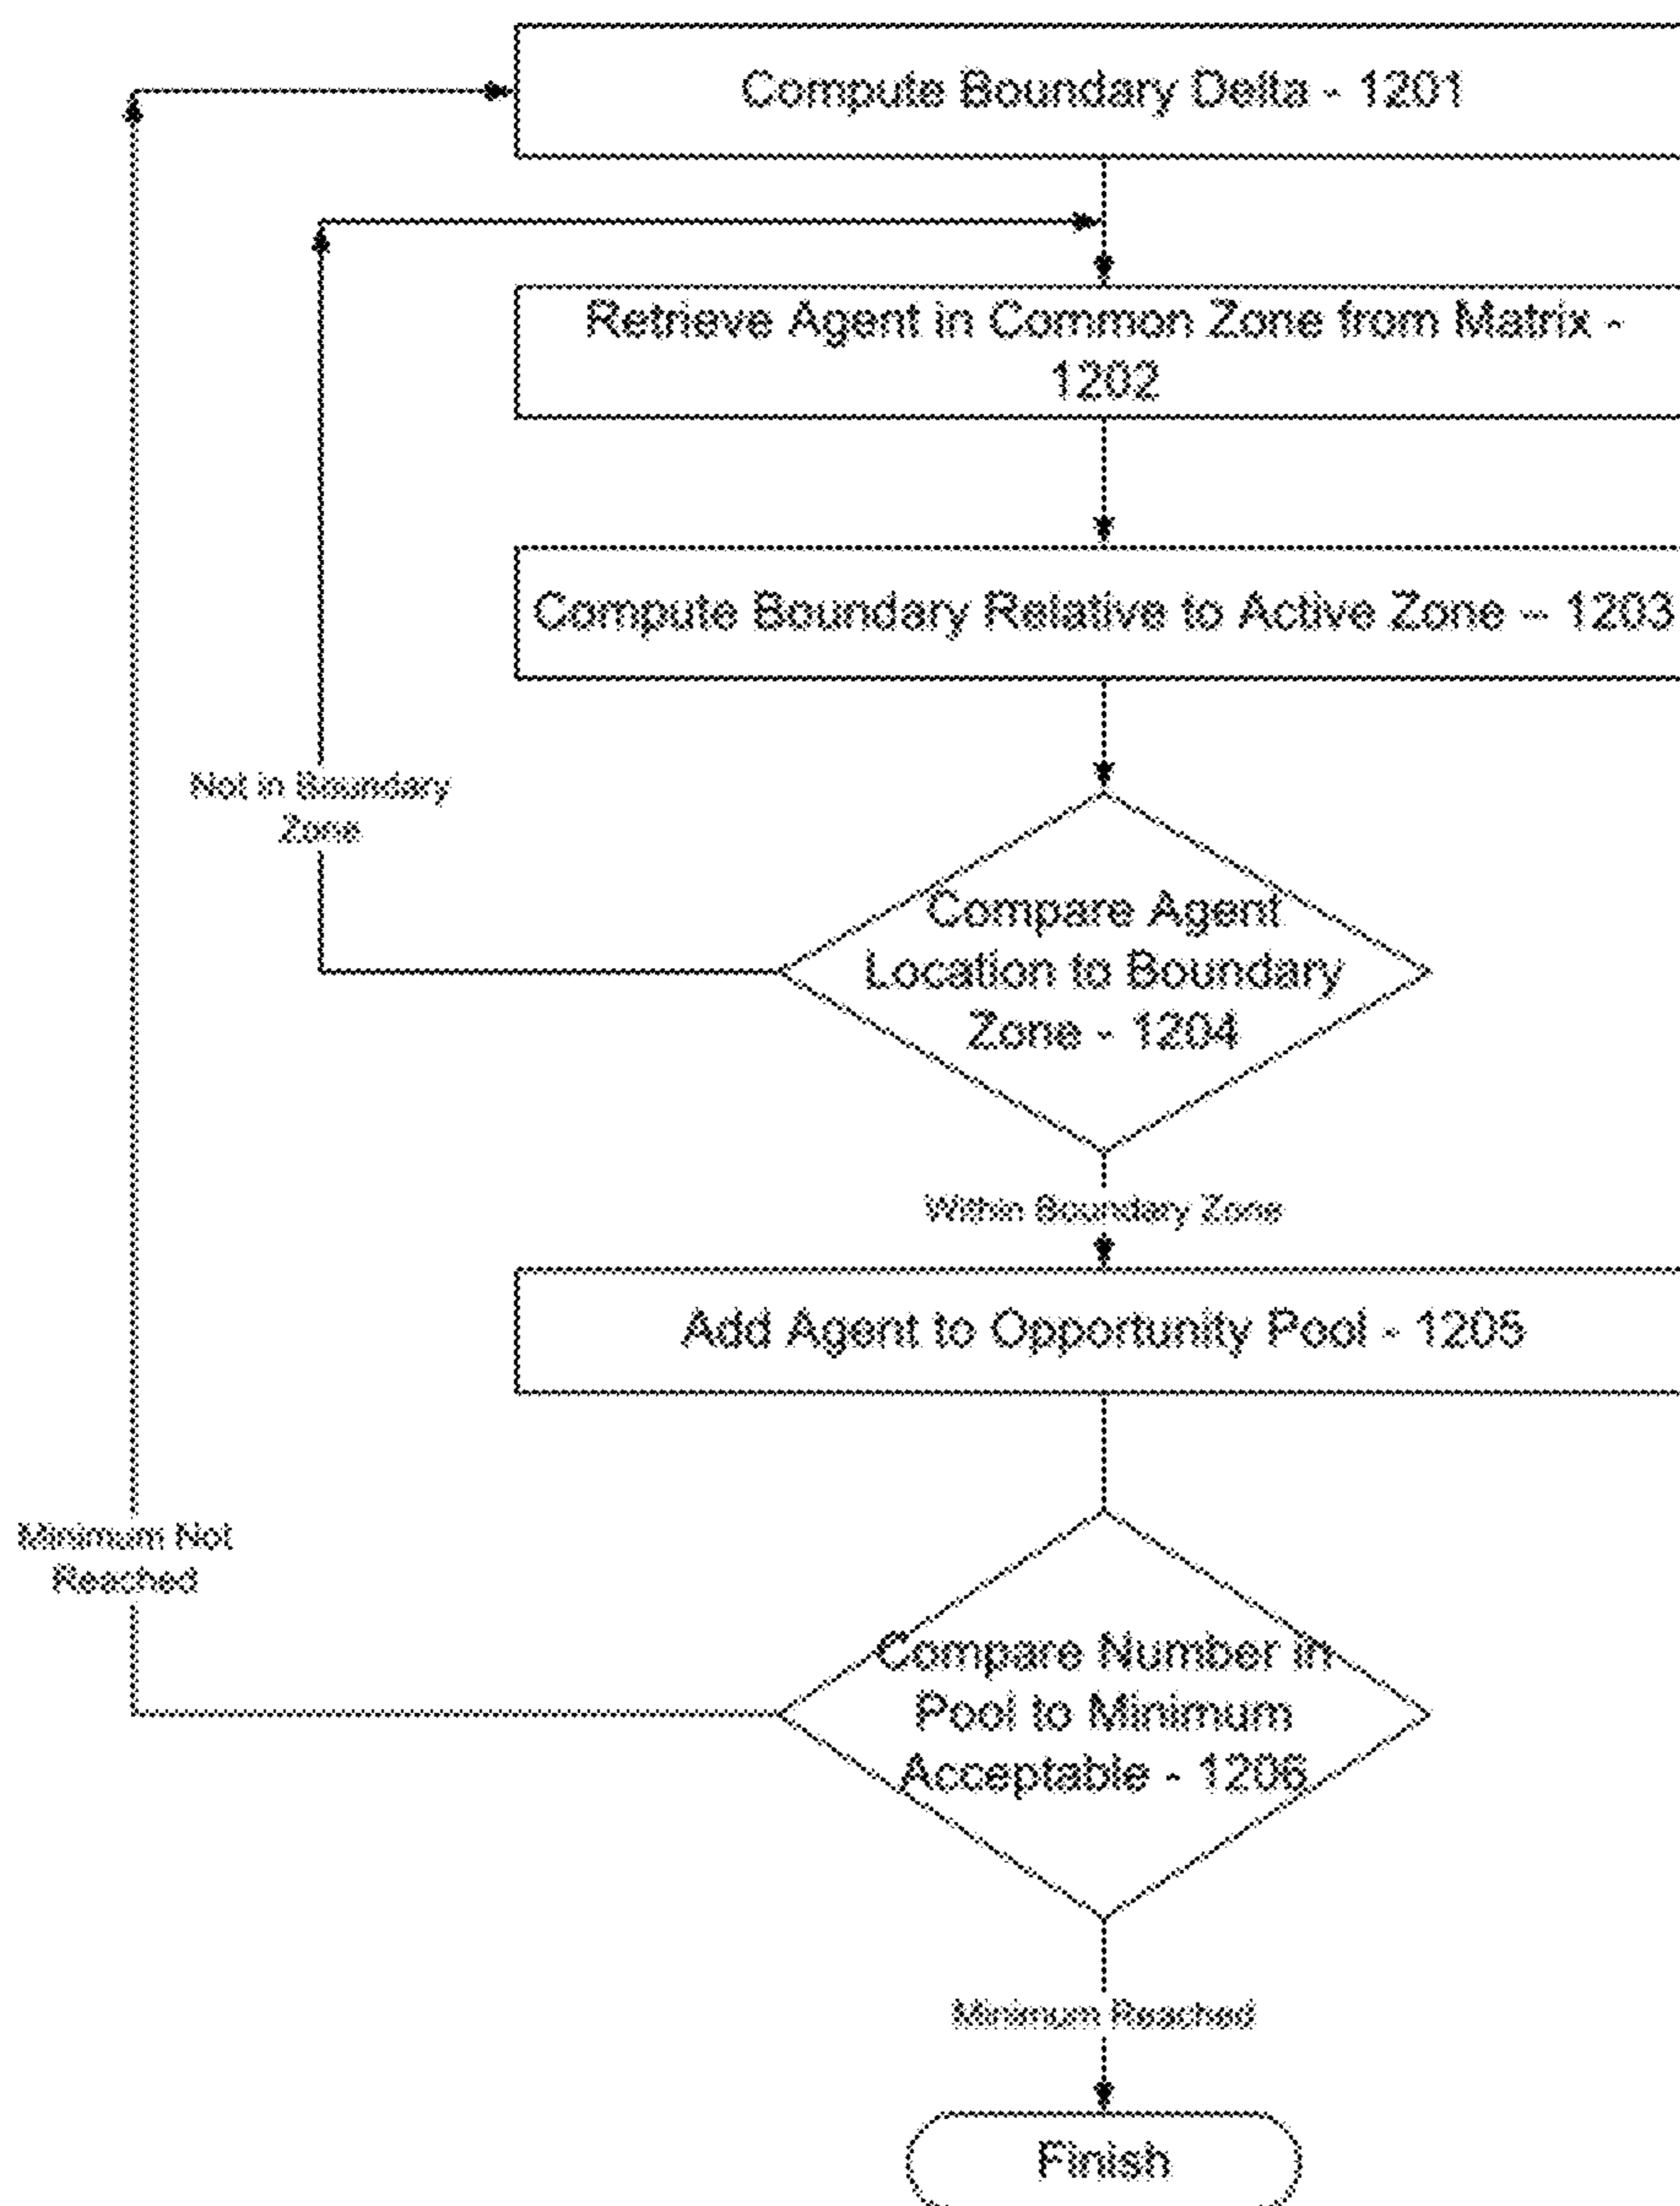 Compute Boundary Delta - 1201
Retrieve Agent in Common Zone from Matrix -
1202
Compute Boundary Relative to Active Zone -- 1203
Not in Boundary
Zone
Compare Agent
Location to Boundary
Zone - 1204
Within Boundary Zone
Add Agent to Opportunity Pool - 1205
Minimum Not
Reached
Compare Number in
Pool to Minimum
Acceptable - 1206
Minimum Reached
Finish